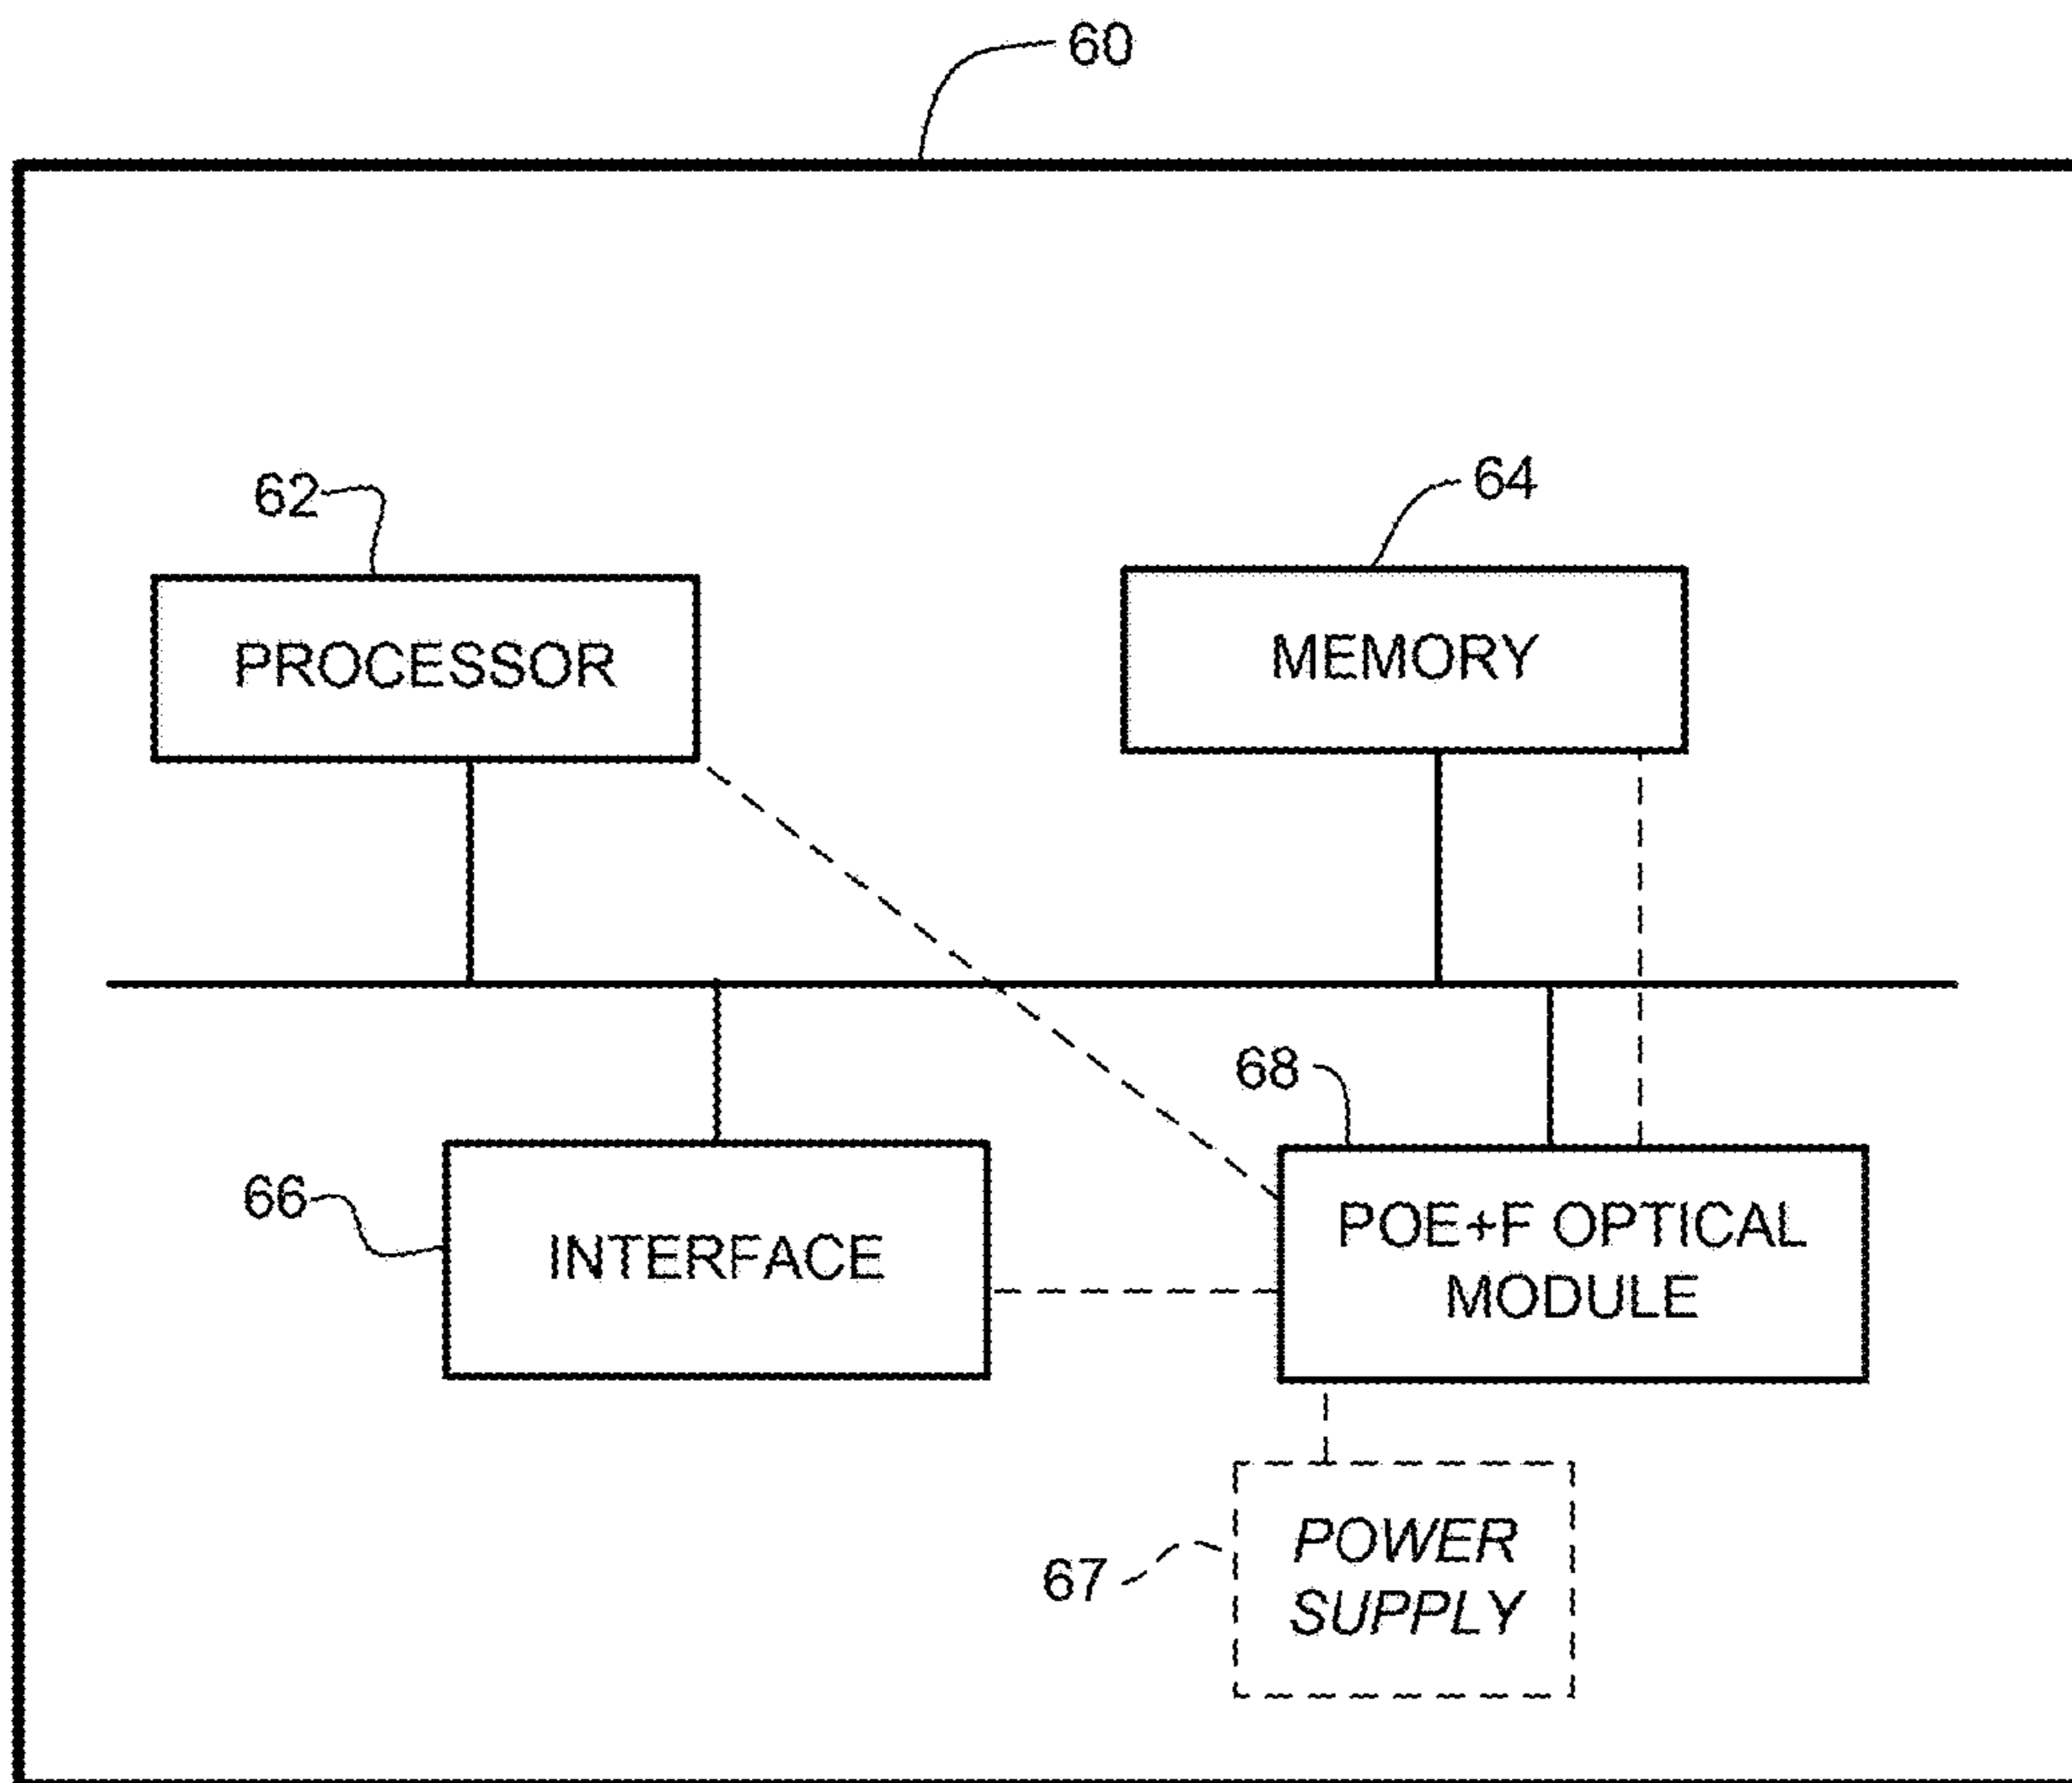 60
62
64
PROCESSOR
MEMORY
68
66
INTERFACE
POE+F OPTICAL
MODULE
67
POWER
SUPPLY